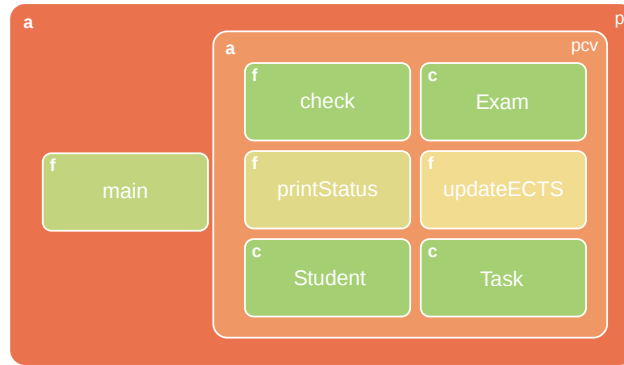 a
p
a
pcv
f
check
c
Exam
f
main
f
printStatus
f
updateECTS
c
Student
c
Task